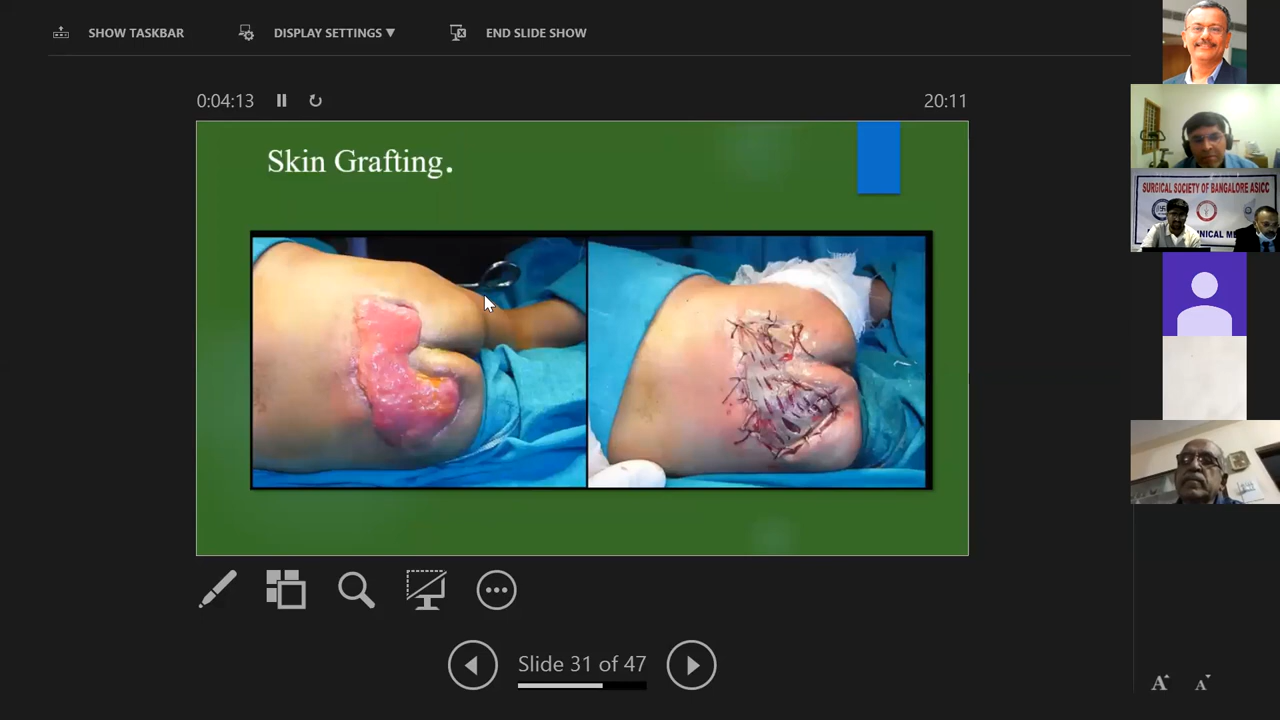 SHOW TASKBAR
DISPLAY SETTINGS ▼
END SLIDE SHOW
0:04:13
20:11
Skin Grafting.
SURGICAL SOCIETY OF BANGALORE ASICC
Slide 31 of 47
A A